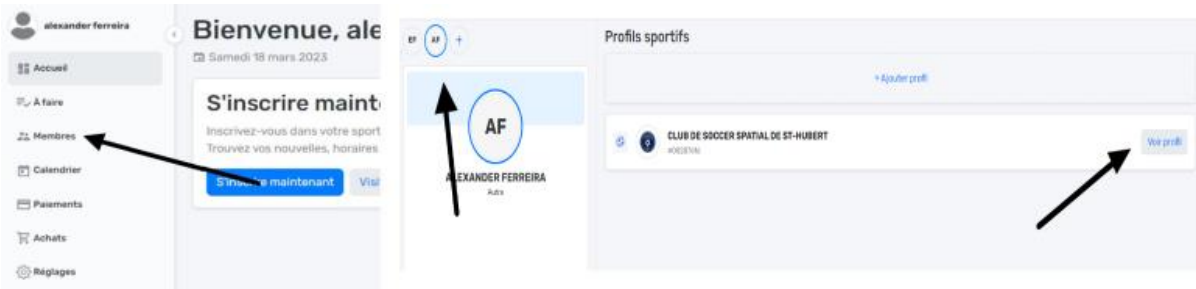 alexander ferreira
Accueil
À faire
Membres
Calendrier
Paiements
Achats
Réglages
Bienvenue, ale
Samedi 18 mars 2023
S'inscrire mainte
Inscrivez-vous dans votre sport
Trouvez vos nouvelles, horaires
S'inscrire maintenant Visi
EF AF +
AF
ALEXANDER FERREIRA
Profils sportifs
+ Ajouter profil
CLUB DE SOCCER SPATIAL DE ST-HUBERT
Voir profil